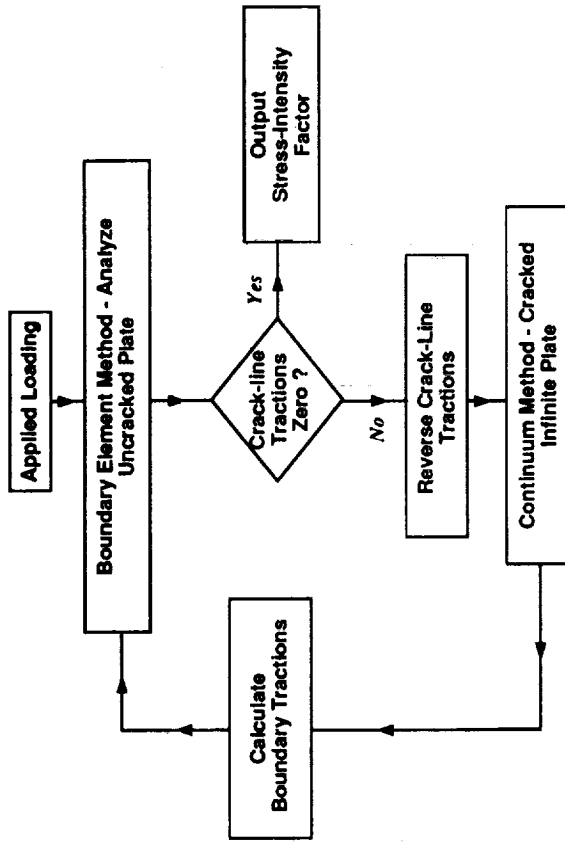 Applied Loading
Boundary Element Method - Analyze
Uncracked Plate
Crack-line
Tractions
Zero ?
Yes
Output
Stress-Intensity
Factor
No
Reverse Crack-Line
Tractions
Continuum Method - Cracked
Infinite Plate
Calculate
Boundary Tractions